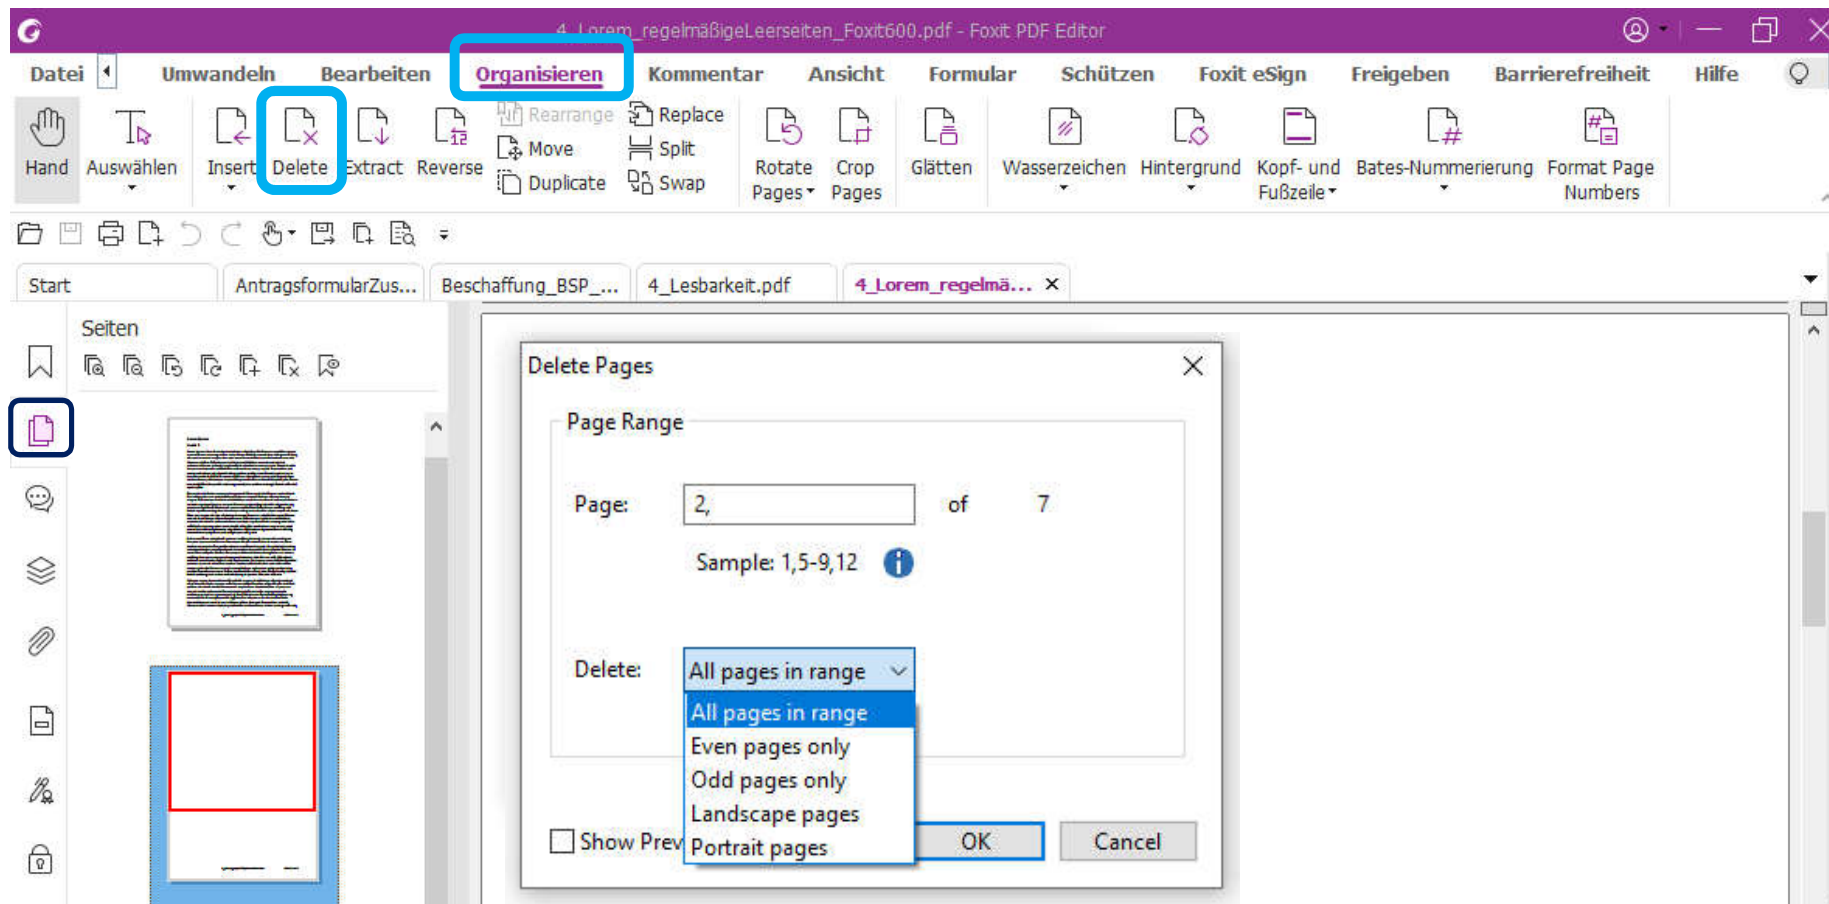 4_Lorem_regelmäßigeLeerseiten_Foxit600.pdf - Foxit PDF Editor
Datei Umwandeln Bearbeiten Organisieren Kommentar Ansicht Formular Schützen Foxit eSign Freigeben Barrierefreiheit Hilfe
Hand Auswählen Insert Delete Extract Reverse
Rearrange Replace
Move Split
Duplicate Swap
Rotate Pages Crop Pages Glätten Wasserzeichen Hintergrund Kopf- und Fußzeile Bates-Nummerierung Format Page Numbers
Start AntragsformularZus... Beschaffung_BSP_... 4_Lesbarkeit.pdf 4_Lorem_regelmä...
Seiten
Delete Pages
Page Range
Page: 2, of 7
Sample: 1,5-9,12
Delete: All pages in range
All pages in range
Even pages only
Odd pages only
Landscape pages
Portrait pages
Show Prev OK Cancel